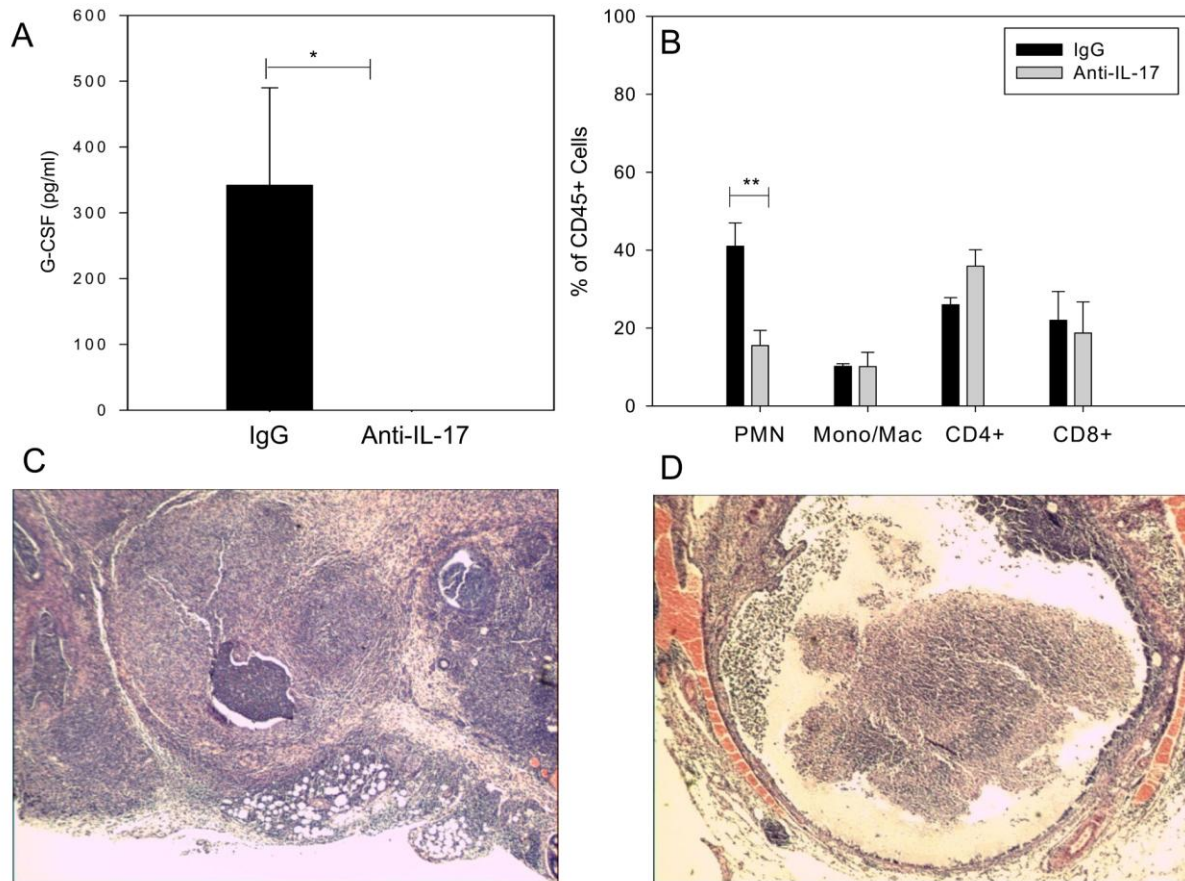 A
G-CSF (pg/ml)
600
500
400
300
200
100
0
*
IgG
Anti-IL-17
B
% of CD45+ Cells
100
80
60
40
20
0
IgG
Anti-IL-17
**
PMN
Mono/Mac
CD4+
CD8+
C
D